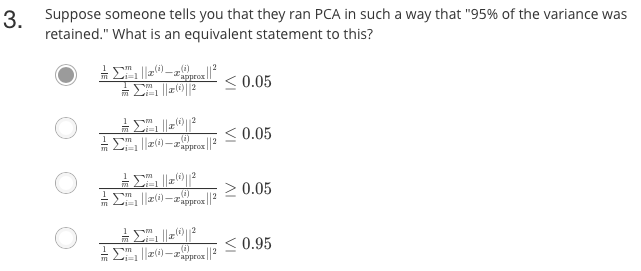 3. Suppose someone tells you that they ran PCA in such a way that "95% of the variance was
retained." What is an equivalent statement to this?
\frac{\frac{1}{m} \sum_{i=1}^{m} ||x^{(i)} - x_{\text{approx}}^{(i)}||^2}{\frac{1}{m} \sum_{i=1}^{m} ||x^{(i)}||^2} \leq 0.05
\frac{\frac{1}{m} \sum_{i=1}^{m} ||x^{(i)}||^2}{\frac{1}{m} \sum_{i=1}^{m} ||x^{(i)} - x_{\text{approx}}^{(i)}||^2} \leq 0.05
\frac{\frac{1}{m} \sum_{i=1}^{m} ||x^{(i)}||^2}{\frac{1}{m} \sum_{i=1}^{m} ||x^{(i)} - x_{\text{approx}}^{(i)}||^2} \geq 0.05
\frac{\frac{1}{m} \sum_{i=1}^{m} ||x^{(i)}||^2}{\frac{1}{m} \sum_{i=1}^{m} ||x^{(i)} - x_{\text{approx}}^{(i)}||^2} \leq 0.95